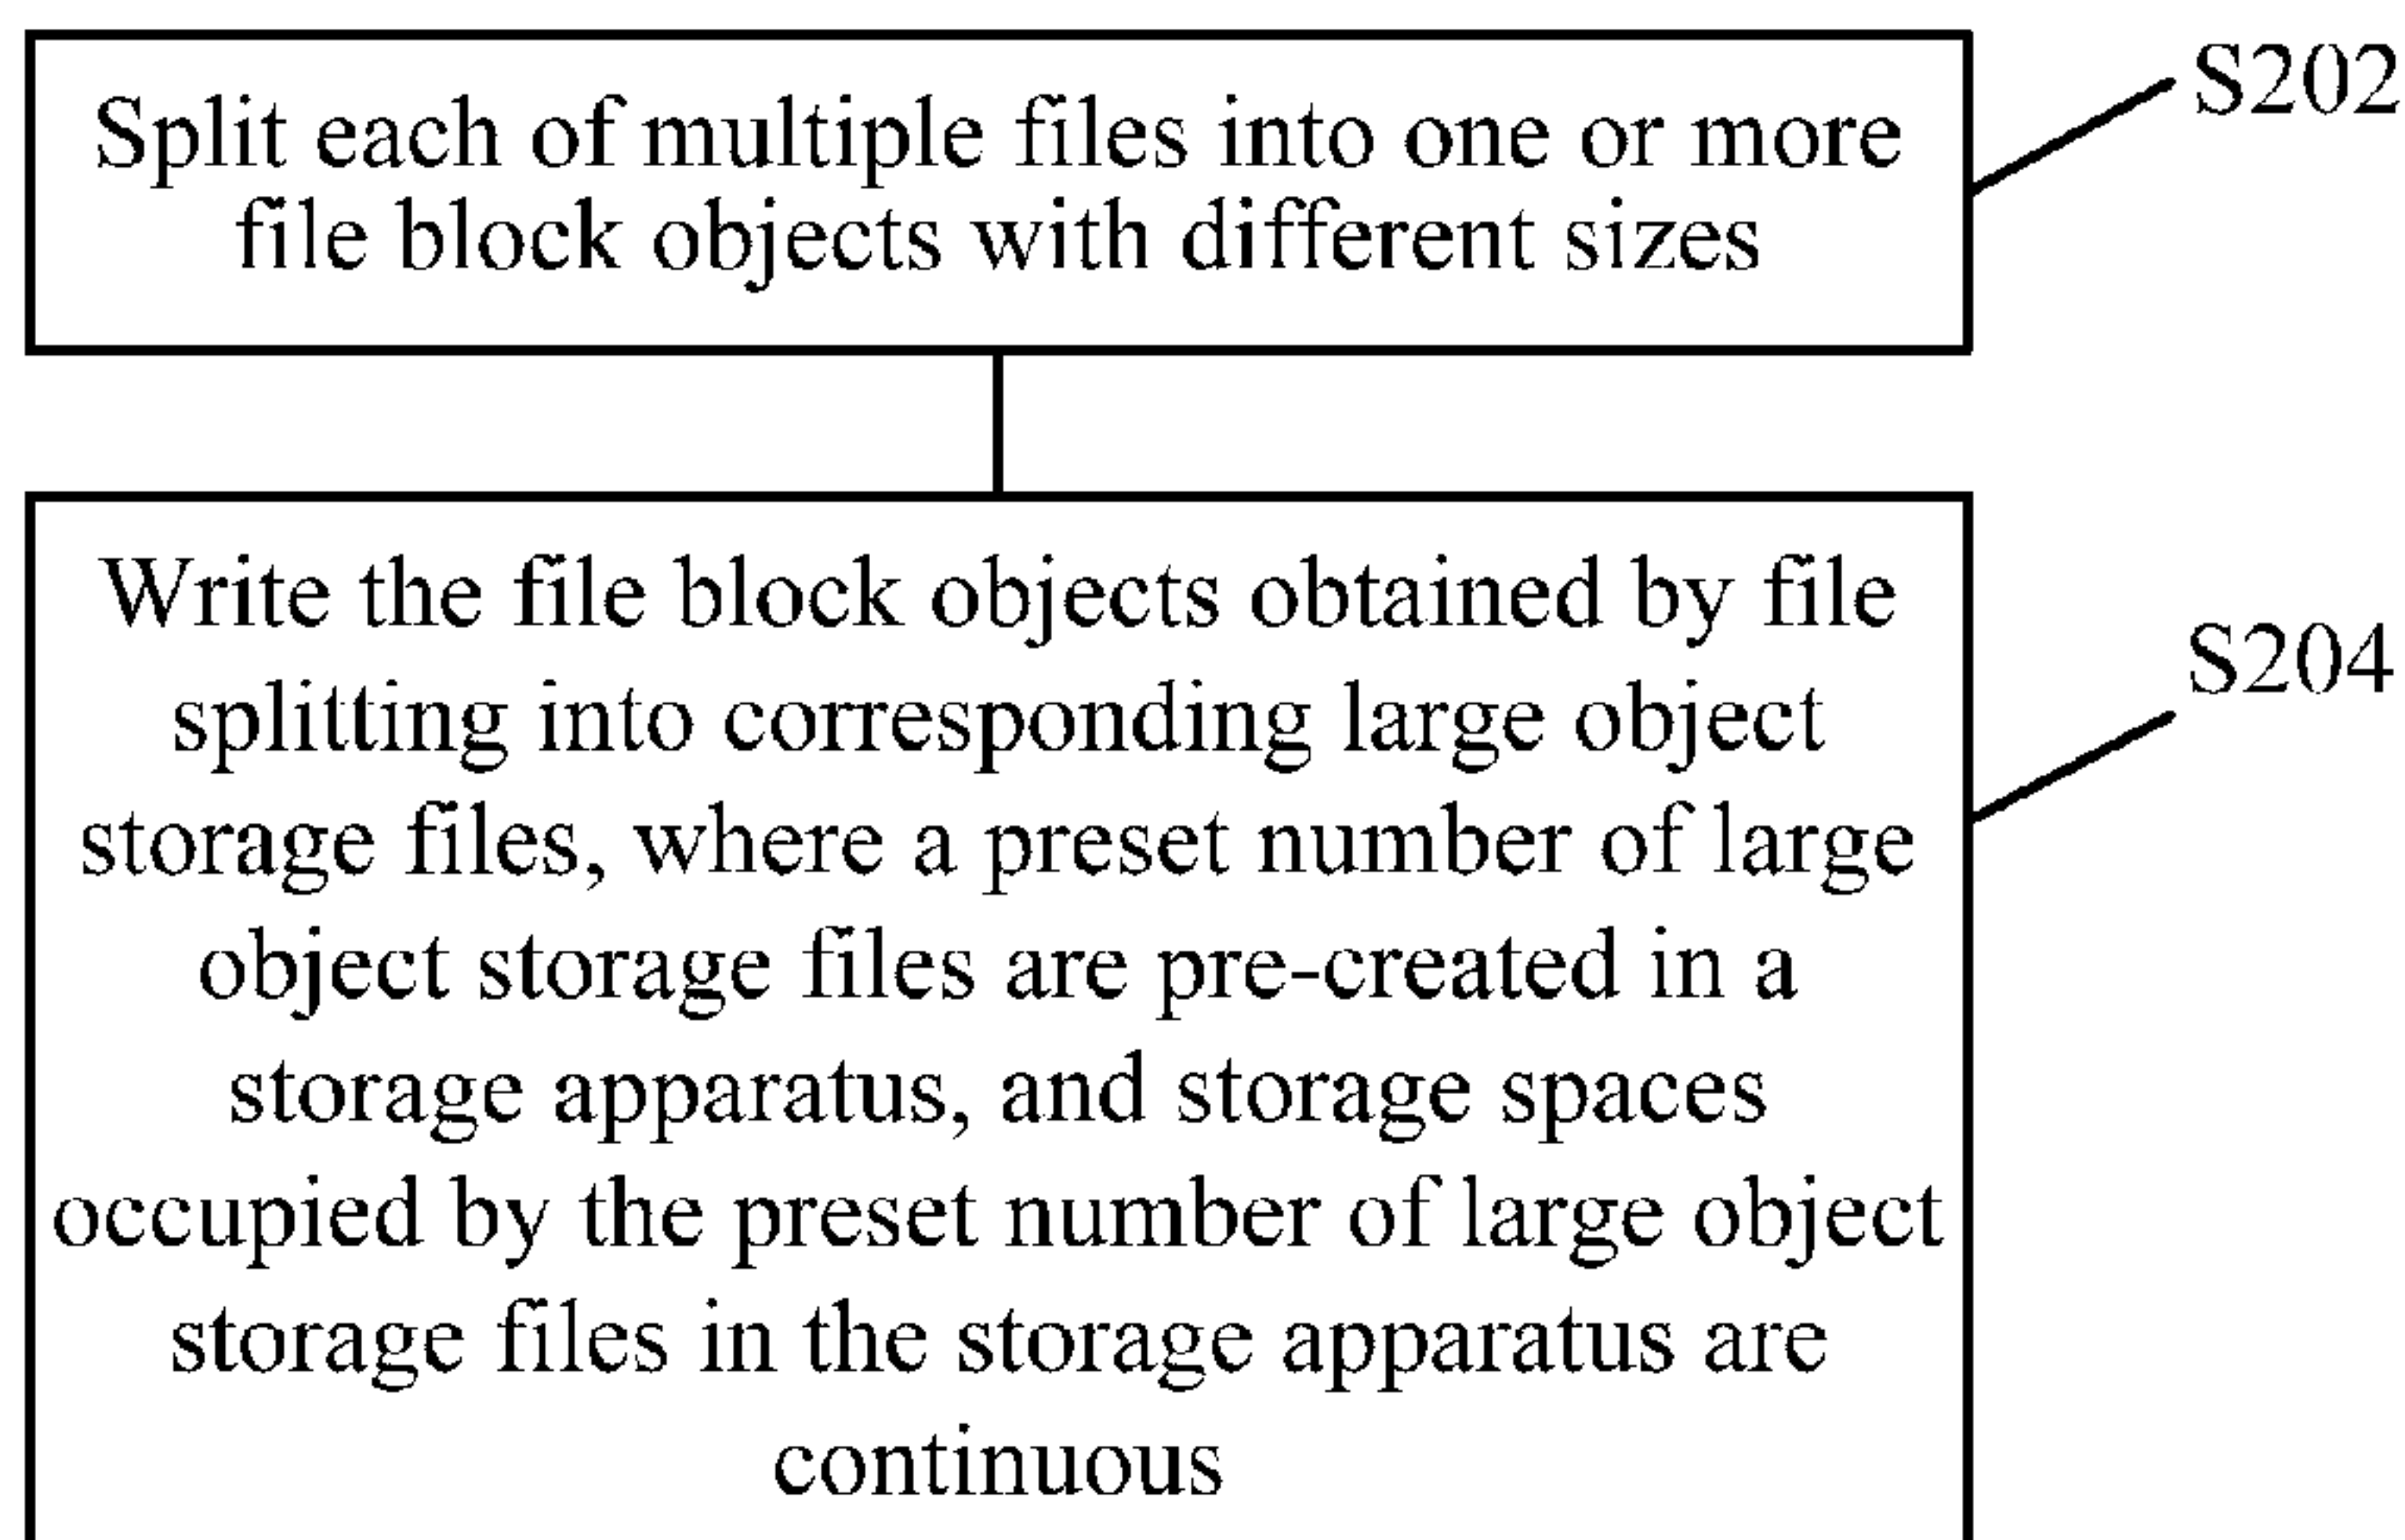 Split each of multiple files into one or more
file block objects with different sizes
S202
Write the file block objects obtained by file
splitting into corresponding large object
storage files, where a preset number of large
object storage files are pre-created in a
storage apparatus, and storage spaces
occupied by the preset number of large object
storage files in the storage apparatus are
continuous
S204